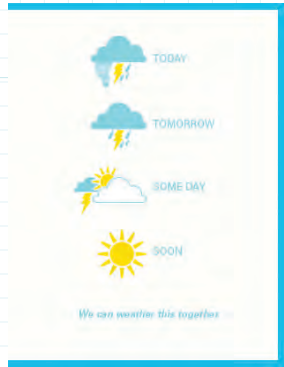 TODAY
TOMORROW
SOME DAY
SOON
We can weather this together